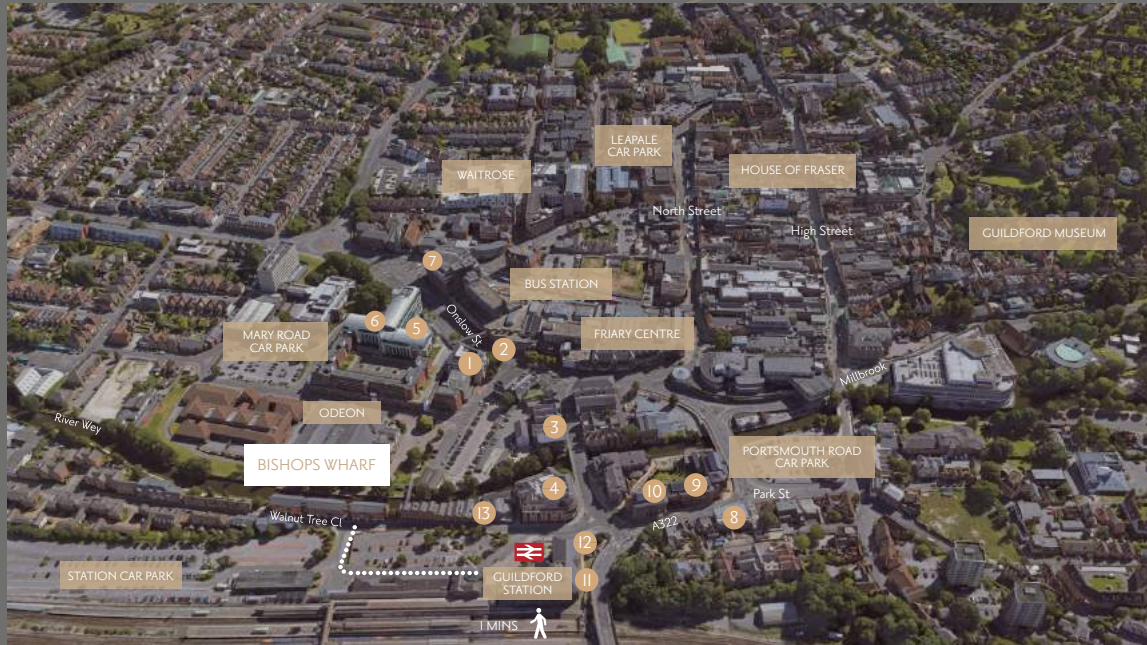 LEAPALE
CAR PARK
WAITROSE
HOUSE OF FRASER
North Street
High Street
GUILDFORD MUSEUM
7
BUS STATION
6
5
Onslow St.
MARY ROAD
CAR PARK
FRIARY CENTRE
1
2
Millbrook
ODEON
River Wey
3
BISHOPS WHARF
PORTSMOUTH ROAD
CAR PARK
4
10
9
Park St
13
8
A322
Walnut Tree Cl
12
STATION CAR PARK
GUILDFORD
STATION
11
1 MINS